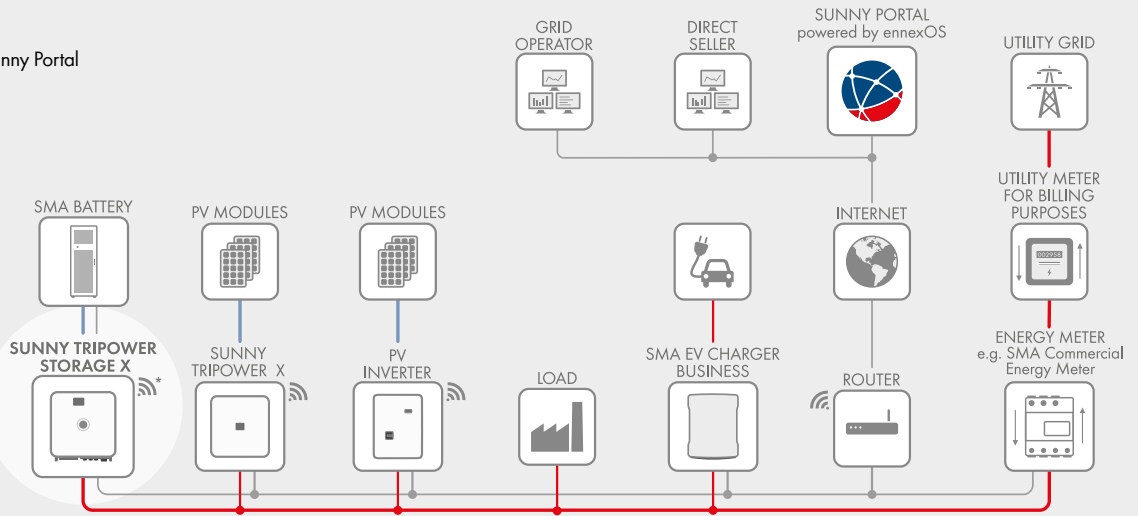 nny Portal
GRID
OPERATOR
DIRECT
SELLER
SUNNY PORTAL
powered by ennexOS
UTILITY GRID
SMA BATTERY
PV MODULES
PV MODULES
INTERNET
UTILITY METER
FOR BILLING
PURPOSES
002958
SUNNY TRIPOWER
STORAGE X
*
SUNNY
TRIPOWER X
PV
INVERTER
LOAD
SMA EV CHARGER
BUSINESS
ROUTER
ENERGY METER
e.g. SMA Commercial
Energy Meter